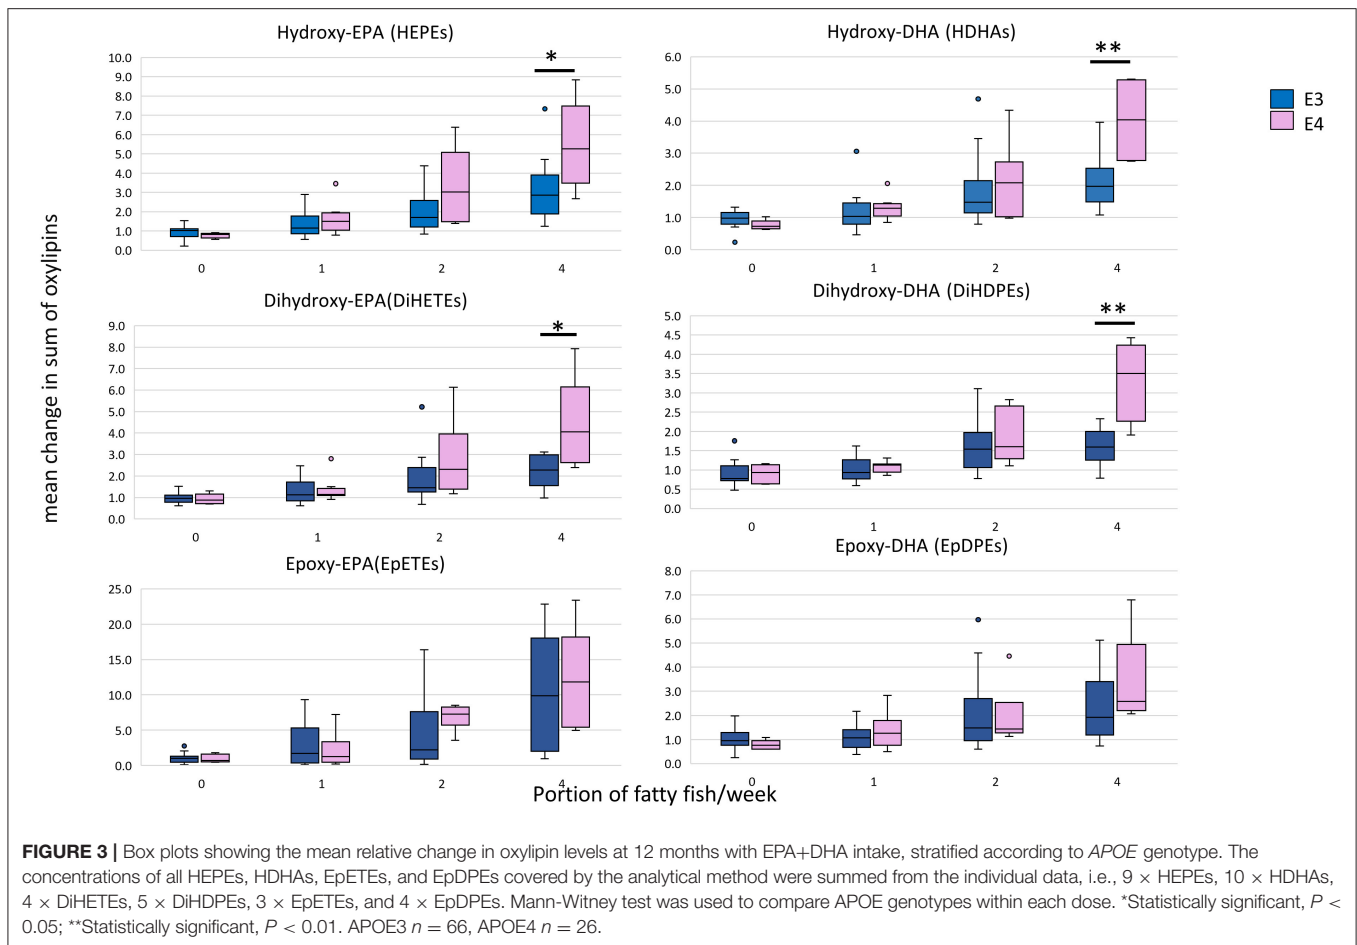 Hydroxy-EPA (HEPEs)
10.0
9.0
8.0
7.0
6.0
5.0
4.0
3.0
2.0
1.0
0.0
*
0 1 2 4
Hydroxy-DHA (HDHAs)
6.0
5.0
4.0
3.0
2.0
1.0
0.0
**
0 1 2 4
E3
E4
mean change in sum of oxylipins
Dihydroxy-EPA(DiHETEs)
9.0
8.0
7.0
6.0
5.0
4.0
3.0
2.0
1.0
0.0
*
0 1 2 4
Dihydroxy-DHA (DiHDPEs)
5.0
4.5
4.0
3.5
3.0
2.5
2.0
1.5
1.0
0.5
0.0
**
0 1 2 4
Epoxy-EPA(EpETEs)
25.0
20.0
15.0
10.0
5.0
0.0
0 1 2 4
Epoxy-DHA (EpDPEs)
8.0
7.0
6.0
5.0
4.0
3.0
2.0
1.0
0.0
0 1 2 4
Portion of fatty fish/week
FIGURE 3 | Box plots showing the mean relative change in oxylipin levels at 12 months with EPA+DHA intake, stratified according to APOE genotype. The
concentrations of all HEPEs, HDHAs, EpETEs, and EpDPEs covered by the analytical method were summed from the individual data, i.e., 9 × HEPEs, 10 × HDHAs,
4 × DiHETEs, 5 × DiHDPEs, 3 × EpETEs, and 4 × EpDPEs. Mann-Witney test was used to compare APOE genotypes within each dose. *Statistically significant, P <
0.05; **Statistically significant, P < 0.01. APOE3 n = 66, APOE4 n = 26.